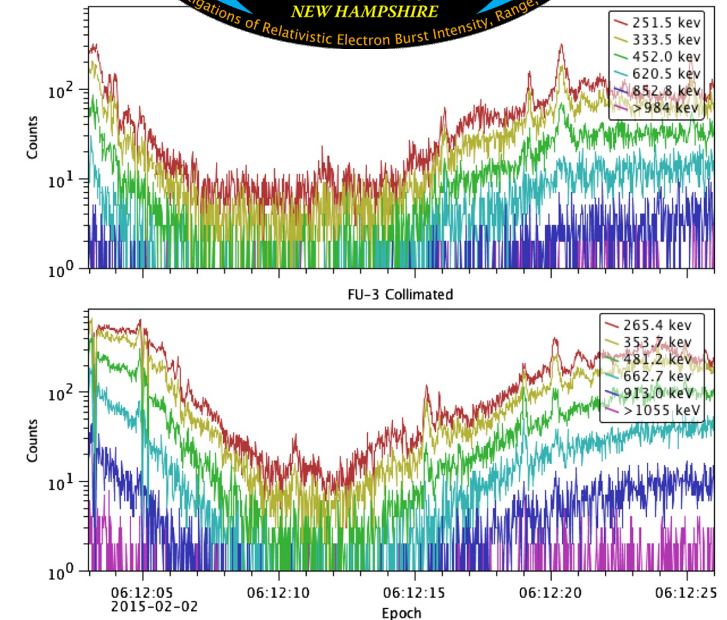 NEW HAMPSHIRE
igations of Relativistic Electron Burst Intensity, Range,
251.5 kev
333.5 kev
452.0 kev
620.5 kev
852.8 kev
>984 keV
10²
10¹
10⁰
Counts
FU-3 Collimated
265.4 kev
353.7 kev
481.2 kev
662.7 keV
913.0 keV
>1055 keV
10²
10¹
10⁰
Counts
06:12:05 06:12:10 06:12:15 06:12:20 06:12:25
2015-02-02
Epoch